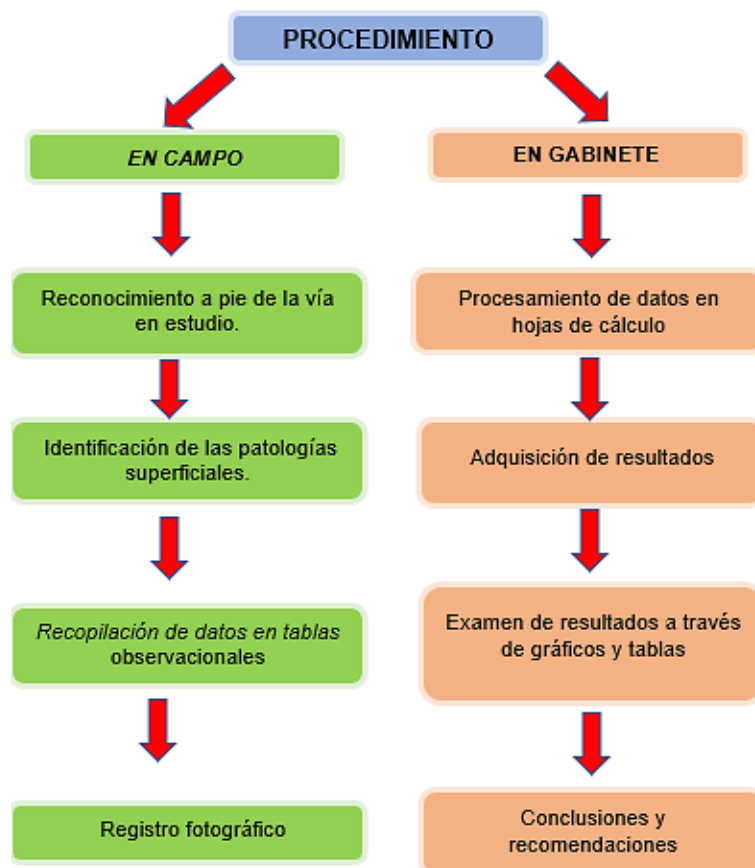 PROCEDIMIENTO
EN CAMPO
Reconocimiento a pie de la vía
en estudio.
Identificación de las patologías
superficiales.
Recopilación de datos en tablas
observacionales
Registro fotográfico
EN GABINETE
Procesamiento de datos en
hojas de cálculo
Adquisición de resultados
Examen de resultados a través
de gráficos y tablas
Conclusiones y
recomendaciones